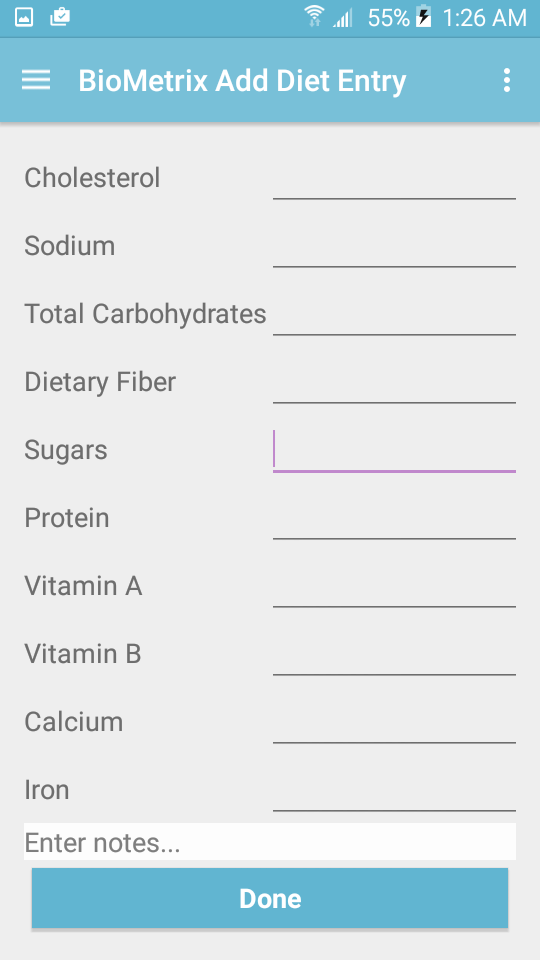 55% 1:26 AM
BioMetrix Add Diet Entry
Cholesterol
Sodium
Total Carbohydrates
Dietary Fiber
Sugars
Protein
Vitamin A
Vitamin B
Calcium
Iron
Enter notes...
Done